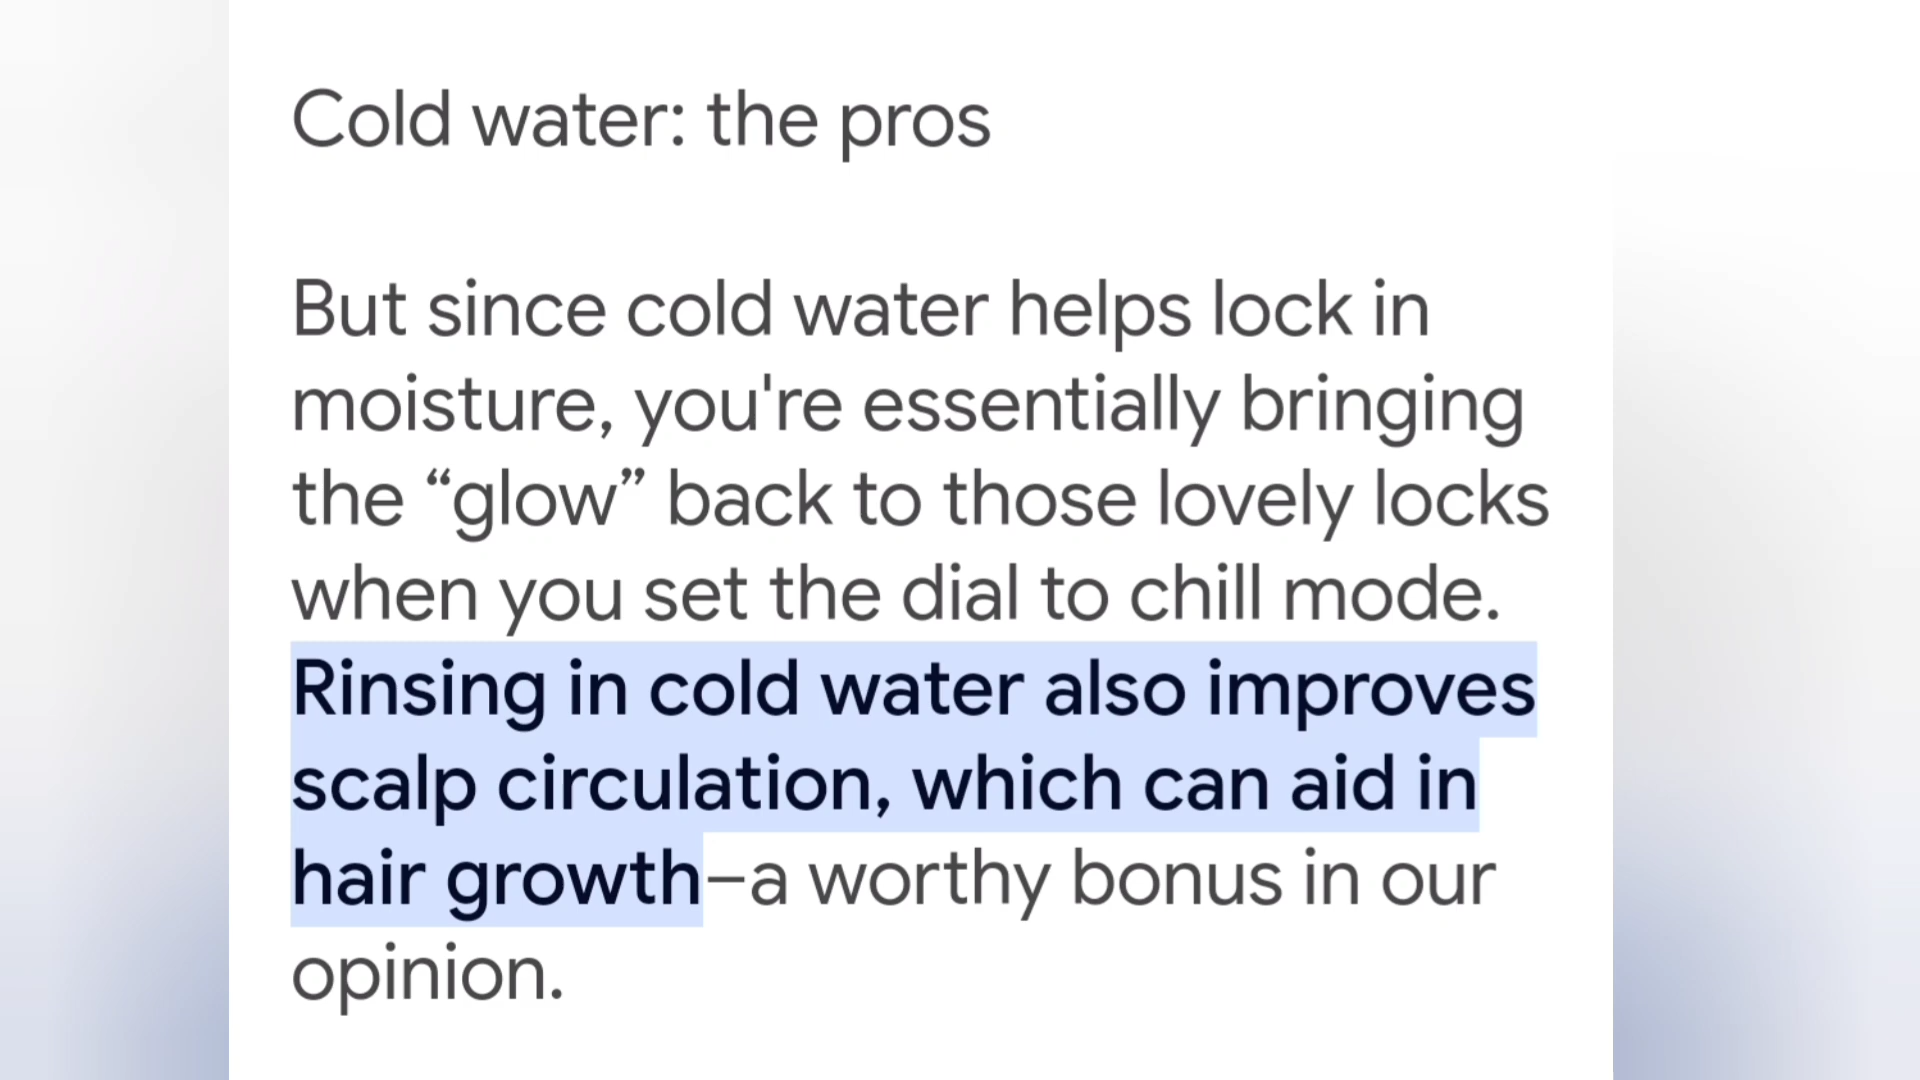 Cold water: the pros
But since cold water helps lock in
moisture, you're essentially bringing
the “glow” back to those lovely locks
when you set the dial to chill mode.
Rinsing in cold water also improves
scalp circulation, which can aid in
hair growth—a worthy bonus in our
opinion.